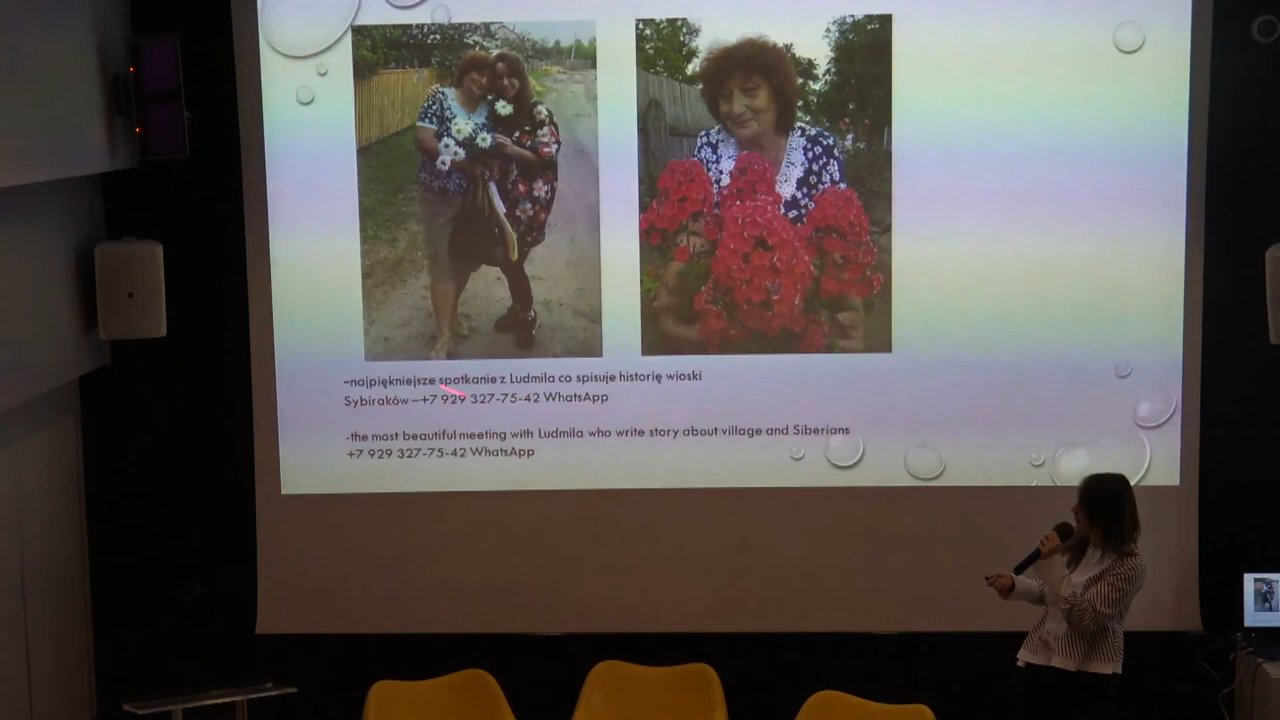 -najpiękniejsze spotkanie z Ludmiła co spisuje historię wioski
Sybiraków–+7 929 327-75-42 WhatsApp
-the most beautiful meeting with Ludmila who write story about village and Siberians
+7 929 327-75-42 WhatsApp